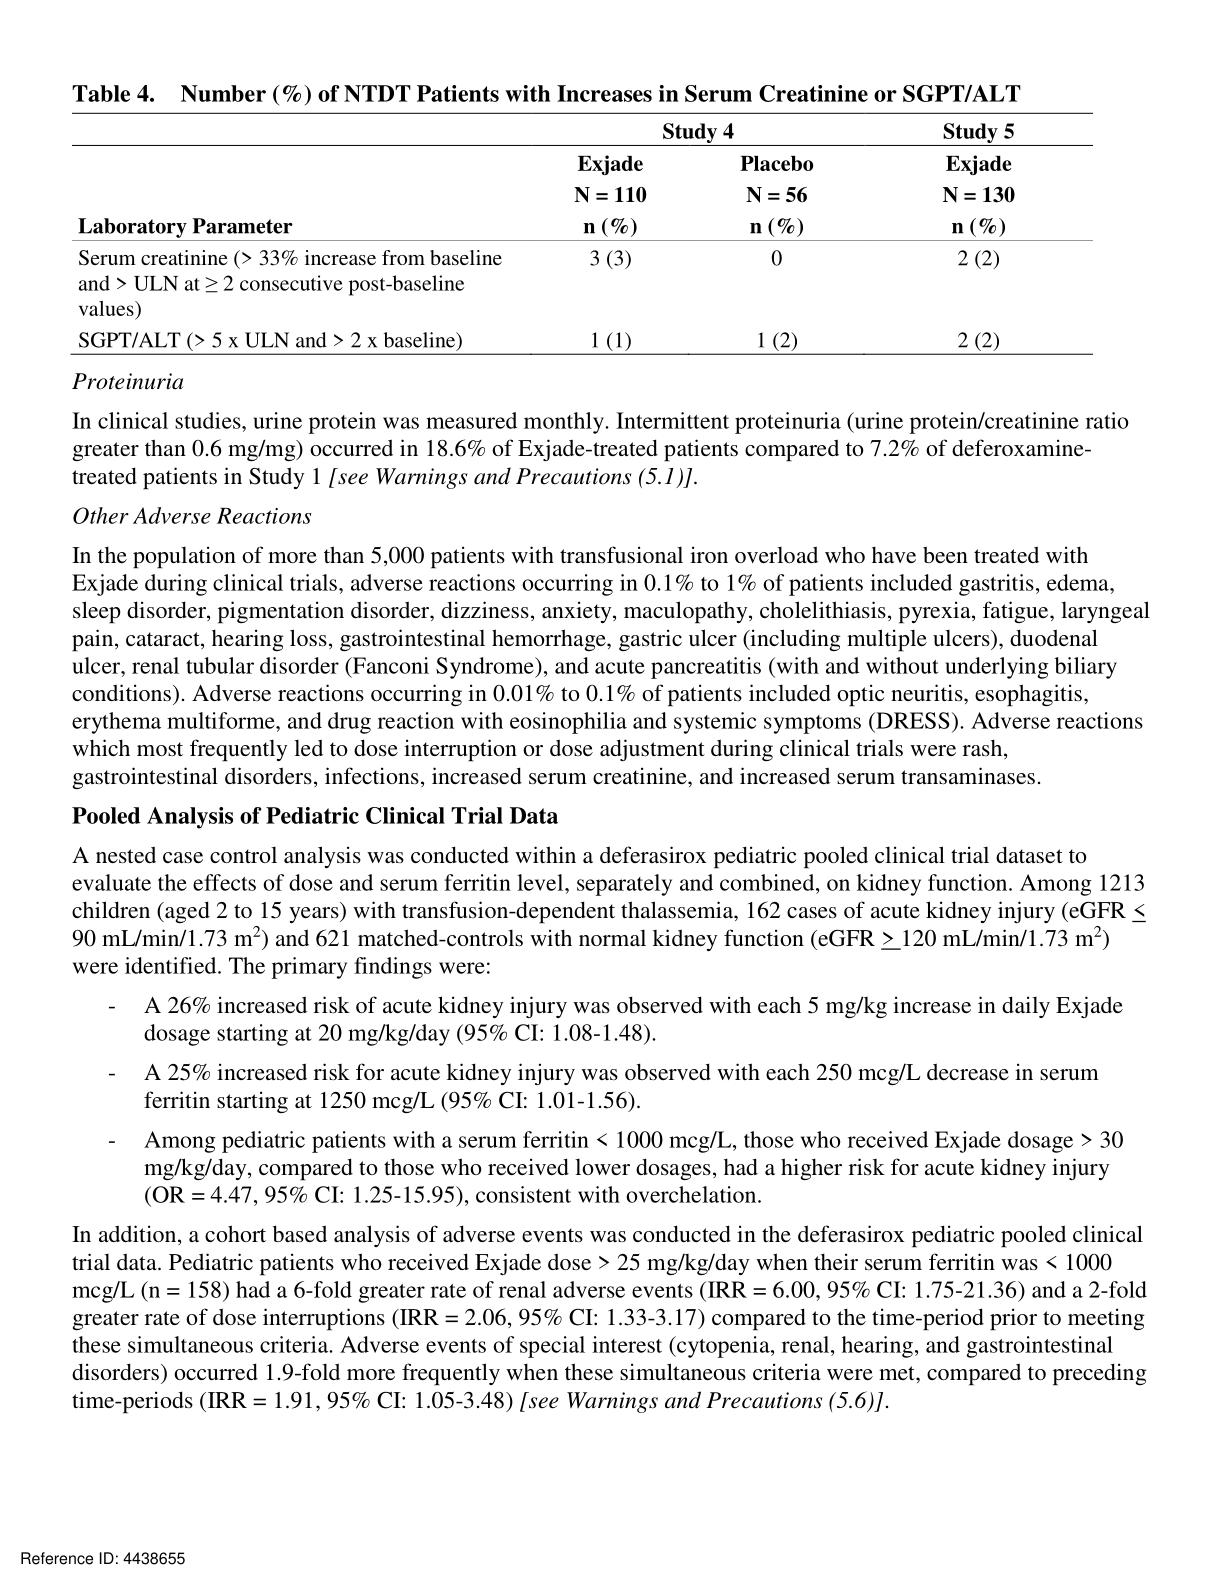 Table 4. Number (%) of NTDT Patients with Increases in Serum Creatinine or SGPT/ALT
Study 4 Study 5
Exjade Placebo Exjade
N = 110 N = 56 N = 130
Laboratory Parameter n (%) n (%) n (%)
Serum creatinine (> 33% increase from baseline 3 (3) 0 2 (2)
and > ULN at ≥ 2 consecutive post-baseline
values)
SGPT/ALT (> 5 x ULN and > 2 x baseline) 1 (1) 1 (2) 2 (2)
Proteinuria
In clinical studies, urine protein was measured monthly. Intermittent proteinuria (urine protein/creatinine ratio
greater than 0.6 mg/mg) occurred in 18.6% of Exjade-treated patients compared to 7.2% of deferoxamine-
treated patients in Study 1 [see Warnings and Precautions (5.1)].
Other Adverse Reactions
In the population of more than 5,000 patients with transfusional iron overload who have been treated with
Exjade during clinical trials, adverse reactions occurring in 0.1% to 1% of patients included gastritis, edema,
sleep disorder, pigmentation disorder, dizziness, anxiety, maculopathy, cholelithiasis, pyrexia, fatigue, laryngeal
pain, cataract, hearing loss, gastrointestinal hemorrhage, gastric ulcer (including multiple ulcers), duodenal
ulcer, renal tubular disorder (Fanconi Syndrome), and acute pancreatitis (with and without underlying biliary
conditions). Adverse reactions occurring in 0.01% to 0.1% of patients included optic neuritis, esophagitis,
erythema multiforme, and drug reaction with eosinophilia and systemic symptoms (DRESS). Adverse reactions
which most frequently led to dose interruption or dose adjustment during clinical trials were rash,
gastrointestinal disorders, infections, increased serum creatinine, and increased serum transaminases.
Pooled Analysis of Pediatric Clinical Trial Data
A nested case control analysis was conducted within a deferasirox pediatric pooled clinical trial dataset to
evaluate the effects of dose and serum ferritin level, separately and combined, on kidney function. Among 1213
children (aged 2 to 15 years) with transfusion-dependent thalassemia, 162 cases of acute kidney injury (eGFR ≤
90 mL/min/1.73 m²) and 621 matched-controls with normal kidney function (eGFR ≥ 120 mL/min/1.73 m²)
were identified. The primary findings were:
- A 26% increased risk of acute kidney injury was observed with each 5 mg/kg increase in daily Exjade
dosage starting at 20 mg/kg/day (95% CI: 1.08-1.48).
- A 25% increased risk for acute kidney injury was observed with each 250 mcg/L decrease in serum
ferritin starting at 1250 mcg/L (95% CI: 1.01-1.56).
- Among pediatric patients with a serum ferritin < 1000 mcg/L, those who received Exjade dosage > 30
mg/kg/day, compared to those who received lower dosages, had a higher risk for acute kidney injury
(OR = 4.47, 95% CI: 1.25-15.95), consistent with overchelation.
In addition, a cohort based analysis of adverse events was conducted in the deferasirox pediatric pooled clinical
trial data. Pediatric patients who received Exjade dose > 25 mg/kg/day when their serum ferritin was < 1000
mcg/L (n = 158) had a 6-fold greater rate of renal adverse events (IRR = 6.00, 95% CI: 1.75-21.36) and a 2-fold
greater rate of dose interruptions (IRR = 2.06, 95% CI: 1.33-3.17) compared to the time-period prior to meeting
these simultaneous criteria. Adverse events of special interest (cytopenia, renal, hearing, and gastrointestinal
disorders) occurred 1.9-fold more frequently when these simultaneous criteria were met, compared to preceding
time-periods (IRR = 1.91, 95% CI: 1.05-3.48) [see Warnings and Precautions (5.6)].
Reference ID: 4438655